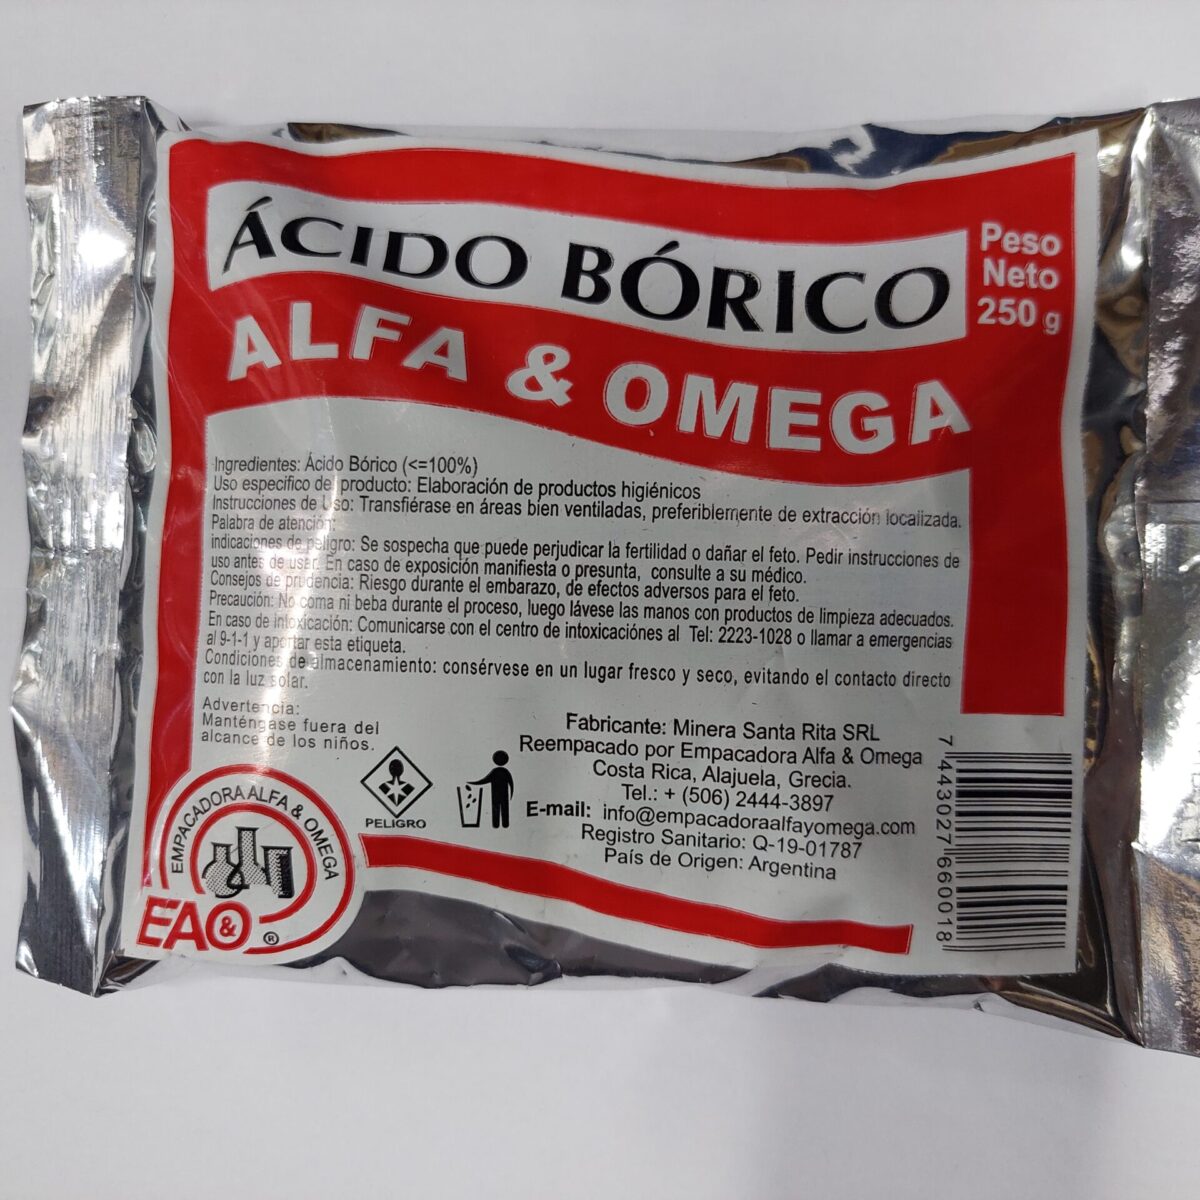 ÁCIDO BÓRICO
Peso
Neto
250 g
ALFA & OMEGA
Ingredientes: Ácido Bórico (<=100%)
Uso especifico del producto: Elaboración de productos higiénicos
Instrucciones de Uso: Transfiérase en áreas bien ventiladas, preferiblemente de extracción localizada.
Palabra de atención:
indicaciones de peligro: Se sospecha que puede perjudicar la fertilidad o dañar el feto. Pedir instrucciones de
uso antes de usar. En caso de exposición manifiesta o presunta, consulte a su médico.
Consejos de prudencia: Riesgo durante el embarazo, de efectos adversos para el feto.
Precaución: No coma ni beba durante el proceso, luego lávese las manos con productos de limpieza adecuados.
En caso de intoxicación: Comunicarse con el centro de intoxicaciónes al Tel: 2223-1028 o llamar a emergencias
al 9-1-1 y aportar esta etiqueta.
Condiciones de almacenamiento: consérvese en un lugar fresco y seco, evitando el contacto directo
con la luz solar.
Advertencia:
Manténgase fuera del
alcance de los niños.
PELIGRO
Fabricante: Minera Santa Rita SRL
Reempacado por Empacadora Alfa & Omega
Costa Rica, Alajuela, Grecia.
Tel.: + (506) 2444-3897
E-mail: info@empacadoraalfayomega.com
Registro Sanitario: Q-19-01787
País de Origen: Argentina
7 443027 660018
EMPACADORA ALFA & OMEGA
EA&O ®